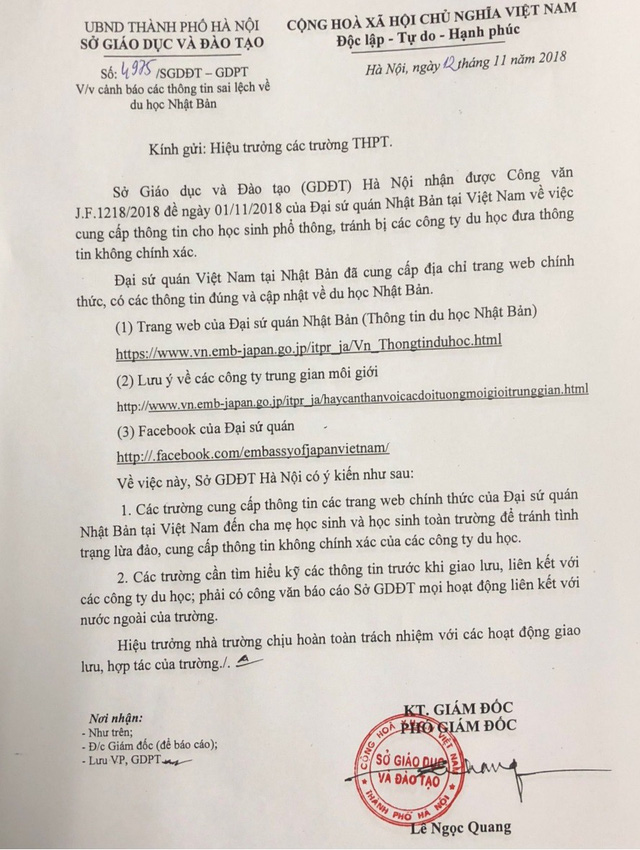 UBND THÀNH PHỐ HÀ NỘI
SỞ GIÁO DỤC VÀ ĐÀO TẠO
Số: 4975/SGDĐT – GDPT
V/v cảnh báo các thông tin sai lệch về
du học Nhật Bản
CỘNG HOÀ XÃ HỘI CHỦ NGHĨA VIỆT NAM
Độc lập - Tự do - Hạnh phúc
Hà Nội, ngày 12 tháng 11 năm 2018
Kính gửi: Hiệu trưởng các trường THPT.
Sở Giáo dục và Đào tạo (GDĐT) Hà Nội nhận được Công văn
J.F.1218/2018 đề ngày 01/11/2018 của Đại sứ quán Nhật Bản tại Việt Nam về việc
cung cấp thông tin cho học sinh phổ thông, tránh bị các công ty du học đưa thông
tin không chính xác.
Đại sứ quán Việt Nam tại Nhật Bản đã cung cấp địa chỉ trang web chính
thức, có các thông tin đúng và cập nhật về du học Nhật Bản.
(1) Trang web của Đại sứ quán Nhật Bản (Thông tin du học Nhật Bản)
https://www.vn.emb-japan.go.jp/itpr_ja/Vn_Thongtinduhoc.html
(2) Lưu ý về các công ty trung gian môi giới
http://www.vn.emb-japan.go.jp/itpr_ja/haycanthanvoicacdoituongmoigioitrunggian.html
(3) Facebook của Đại sứ quán
http://.facebook.com/embassyofjapanvietnam/
Về việc này, Sở GDĐT Hà Nội có ý kiến như sau:
1. Các trường cung cấp thông tin các trang web chính thức của Đại sứ quán
Nhật Bản tại Việt Nam đến cha mẹ học sinh và học sinh toàn trường để tránh tình
trạng lừa đảo, cung cấp thông tin không chính xác của các công ty du học.
2. Các trường cần tìm hiểu kỹ các thông tin trước khi giao lưu, liên kết với
các công ty du học; phải có công văn báo cáo Sở GDĐT mọi hoạt động liên kết với
nước ngoài của trường.
Hiệu trưởng nhà trường chịu hoàn toàn trách nhiệm với các hoạt động giao
lưu, hợp tác của trường./.
Nơi nhận:
- Như trên;
- Đ/c Giám đốc (để báo cáo);
- Lưu VP, GDPT
KT. GIÁM ĐỐC
PHÓ GIÁM ĐỐC
CỘNG HOÀ VIỆT NAM
SỞ GIÁO DỤC
VÀ ĐÀO TẠO
THÀNH PHỐ HÀ NỘI
Lê Ngọc Quang